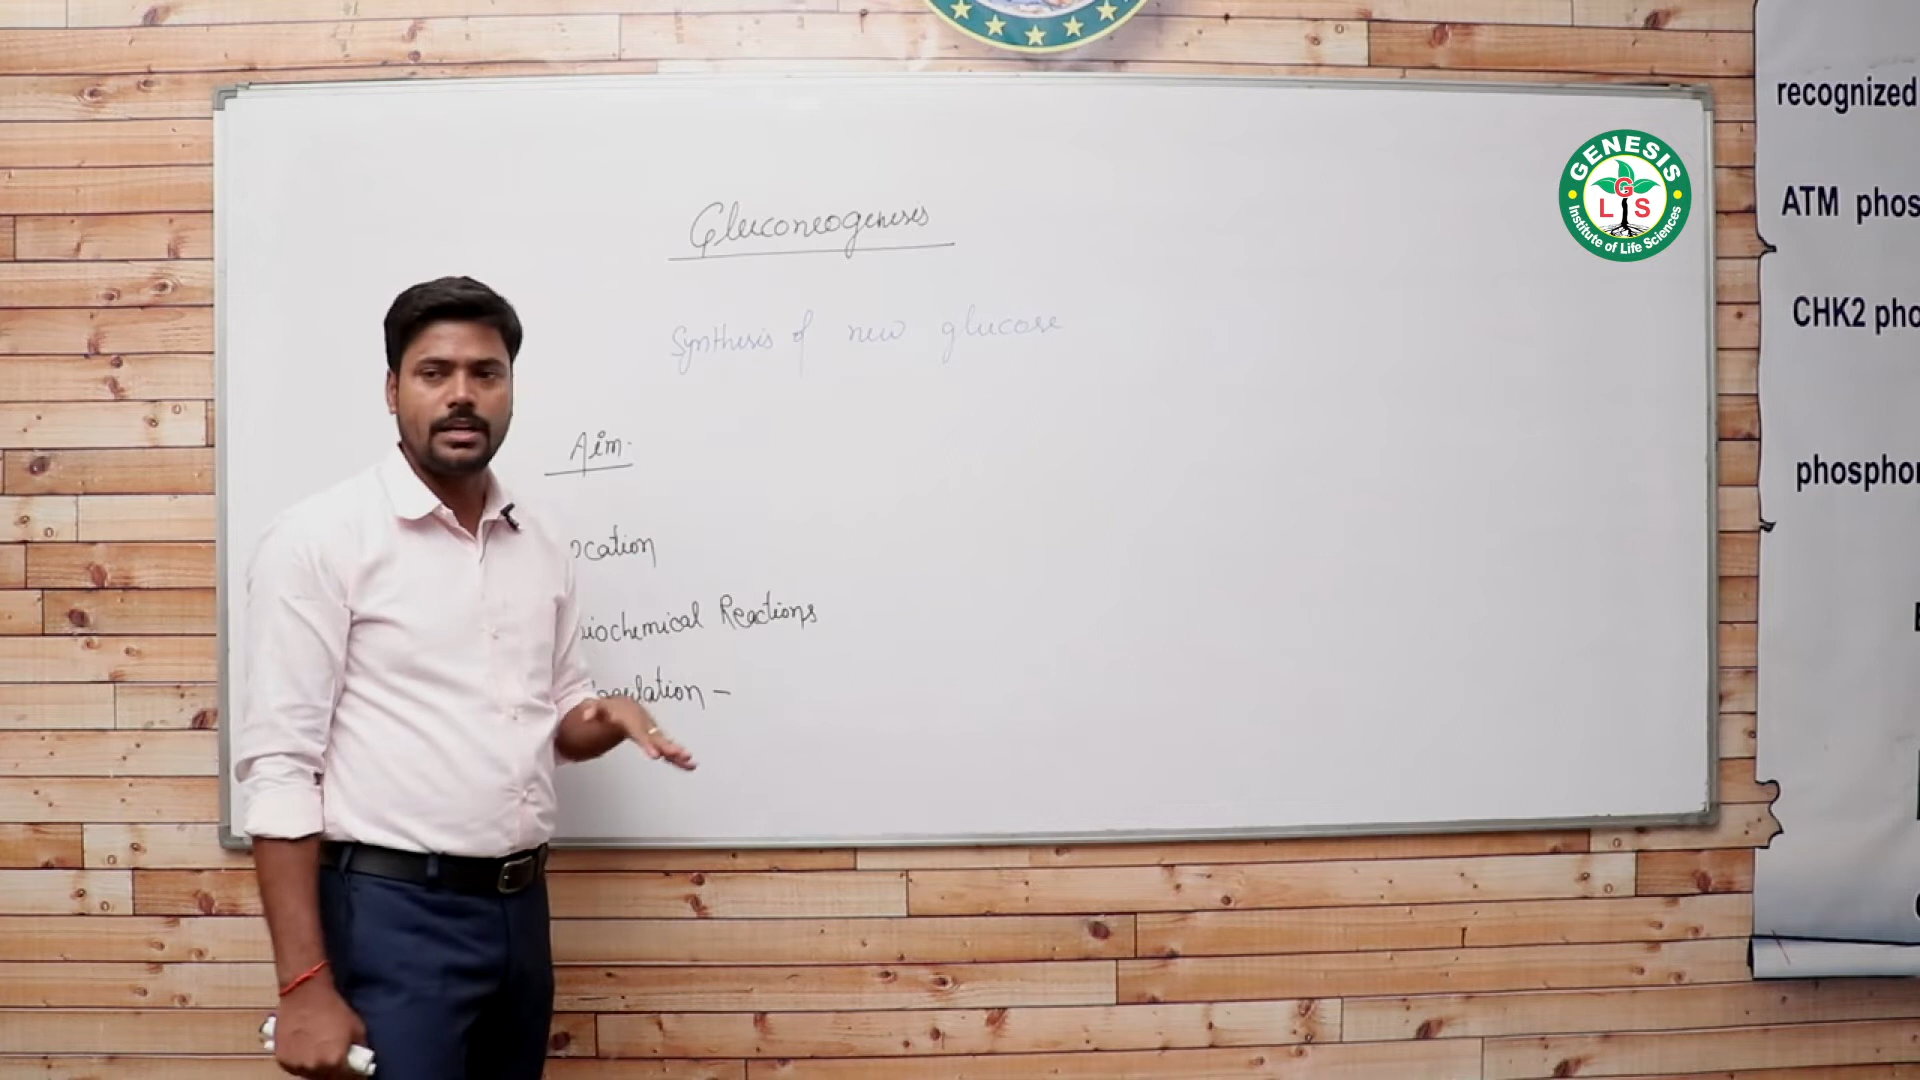 Gluconeogenesis
Synthesis of new glucose
Aim.
ocation
iochemical Reactions
gulation –
GENESIS
G
L S
Institute of Life Sciences
recognized
ATM phos
CHK2 pho
phosphor